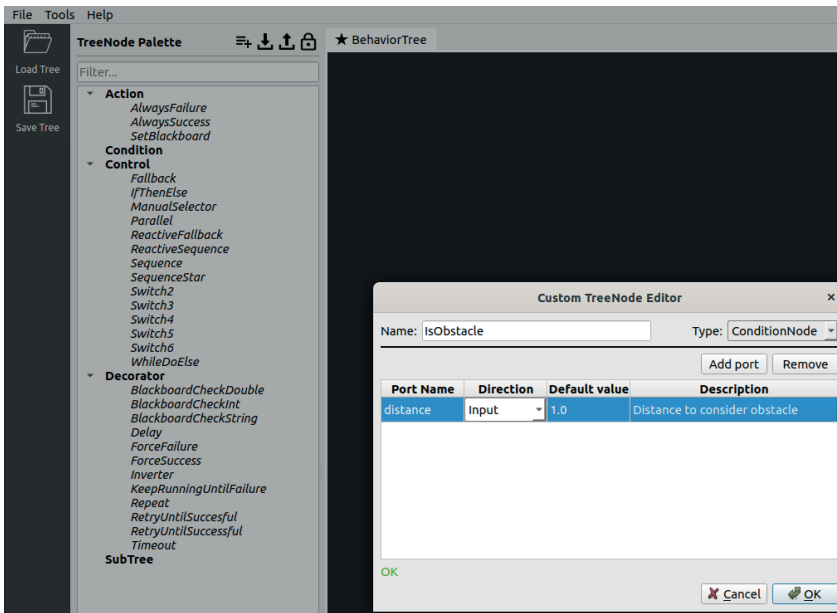 File Tools Help
TreeNode Palette
★ BehaviorTree
Load Tree
Save Tree
Filter...
Action
AlwaysFailure
AlwaysSuccess
SetBlackboard
Condition
Control
Fallback
IfThenElse
ManualSelector
Parallel
ReactiveFallback
ReactiveSequence
Sequence
SequenceStar
Switch2
Switch3
Switch4
Switch5
Switch6
WhileDoElse
Decorator
BlackboardCheckDouble
BlackboardCheckInt
BlackboardCheckString
Delay
ForceFailure
ForceSuccess
Inverter
KeepRunningUntilFailure
Repeat
RetryUntilSuccesful
RetryUntilSuccessful
Timeout
SubTree
Custom TreeNode Editor
Name: IsObstacle Type: ConditionNode
Add port Remove
Port Name Direction Default value Description
distance Input 1.0 Distance to consider obstacle
OK
Cancel OK